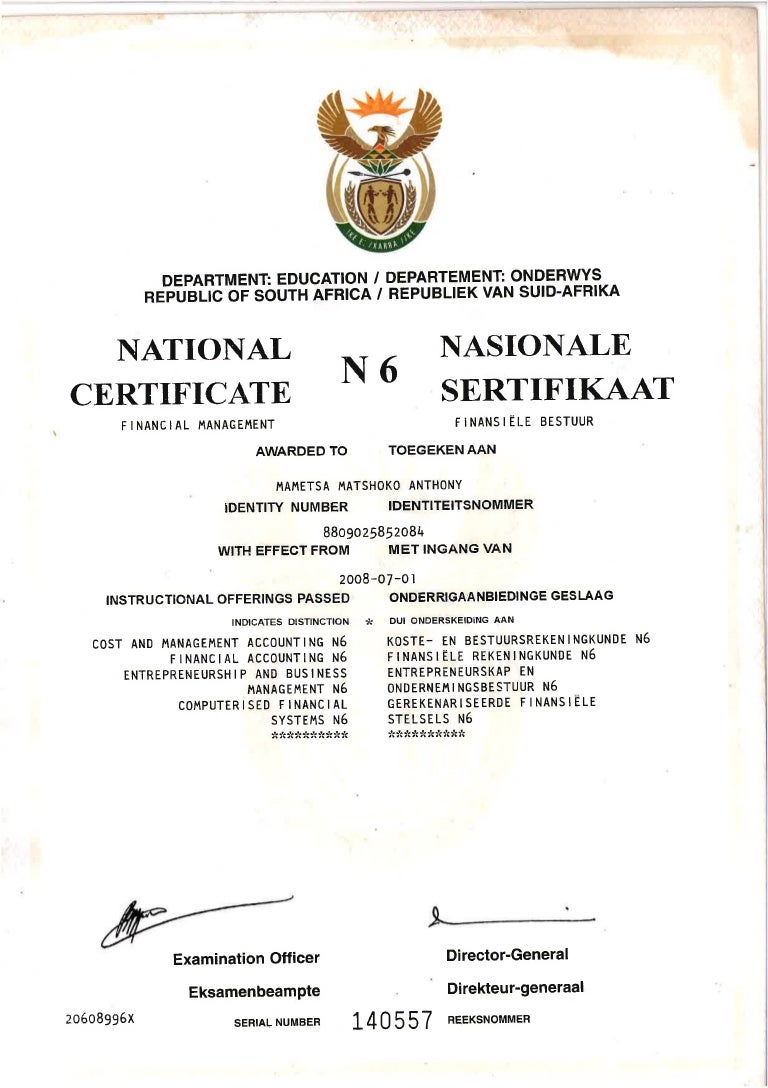 !KE E: /XARRA //KE
DEPARTMENT: EDUCATION / DEPARTEMENT: ONDERWYS
REPUBLIC OF SOUTH AFRICA / REPUBLIEK VAN SUID-AFRIKA
NATIONAL CERTIFICATE N 6 NASIONALE SERTIFIKAAT
FINANCIAL MANAGEMENT FINANSIËLE BESTUUR
AWARDED TO TOEGEKEN AAN
MAMETSA MATSHOKO ANTHONY
IDENTITY NUMBER IDENTITEITSNOMMER
8809025852084
WITH EFFECT FROM MET INGANG VAN
2008-07-01
INSTRUCTIONAL OFFERINGS PASSED ONDERRIGAANBIEDINGE GESLAAG
INDICATES DISTINCTION * DUI ONDERSKEIDING AAN
COST AND MANAGEMENT ACCOUNTING N6 KOSTE- EN BESTUURSREKENINGKUNDE N6
FINANCIAL ACCOUNTING N6 FINANSIËLE REKENINGKUNDE N6
ENTREPRENEURSHIP AND BUSINESS ENTREPRENEURSKAP EN
MANAGEMENT N6 ONDERNEMINGSBESTUUR N6
COMPUTERISED FINANCIAL GEREKENARISEERDE FINANSIËLE
SYSTEMS N6 STELSELS N6
********** **********
Examination Officer Director-General
Eksamenbeampte Direkteur-generaal
20608996X SERIAL NUMBER 140557 REEKSNOMMER